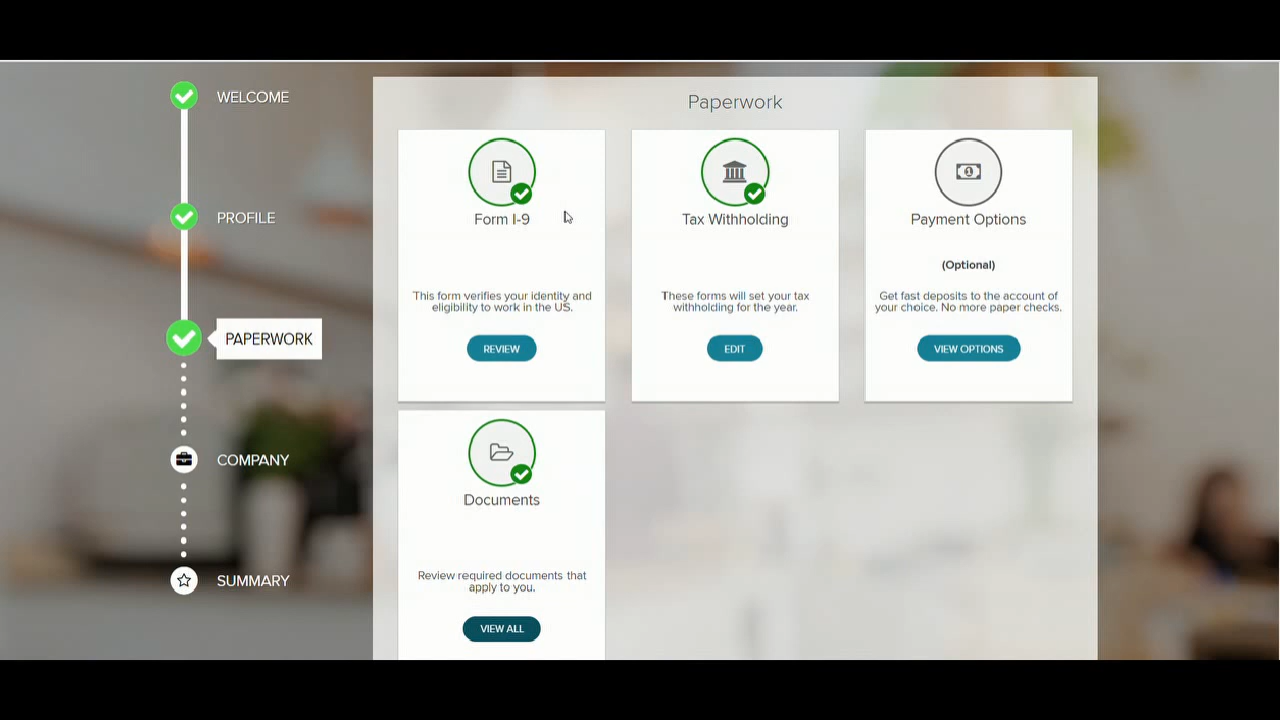 WELCOME
PROFILE
PAPERWORK
COMPANY
SUMMARY
Paperwork
Form I-9
This form verifies your identity and
eligibility to work in the US.
REVIEW
Tax Withholding
These forms will set your tax
withholding for the year.
EDIT
Payment Options
(Optional)
Get fast deposits to the account of
your choice. No more paper checks.
VIEW OPTIONS
Documents
Review required documents that
apply to you.
VIEW ALL